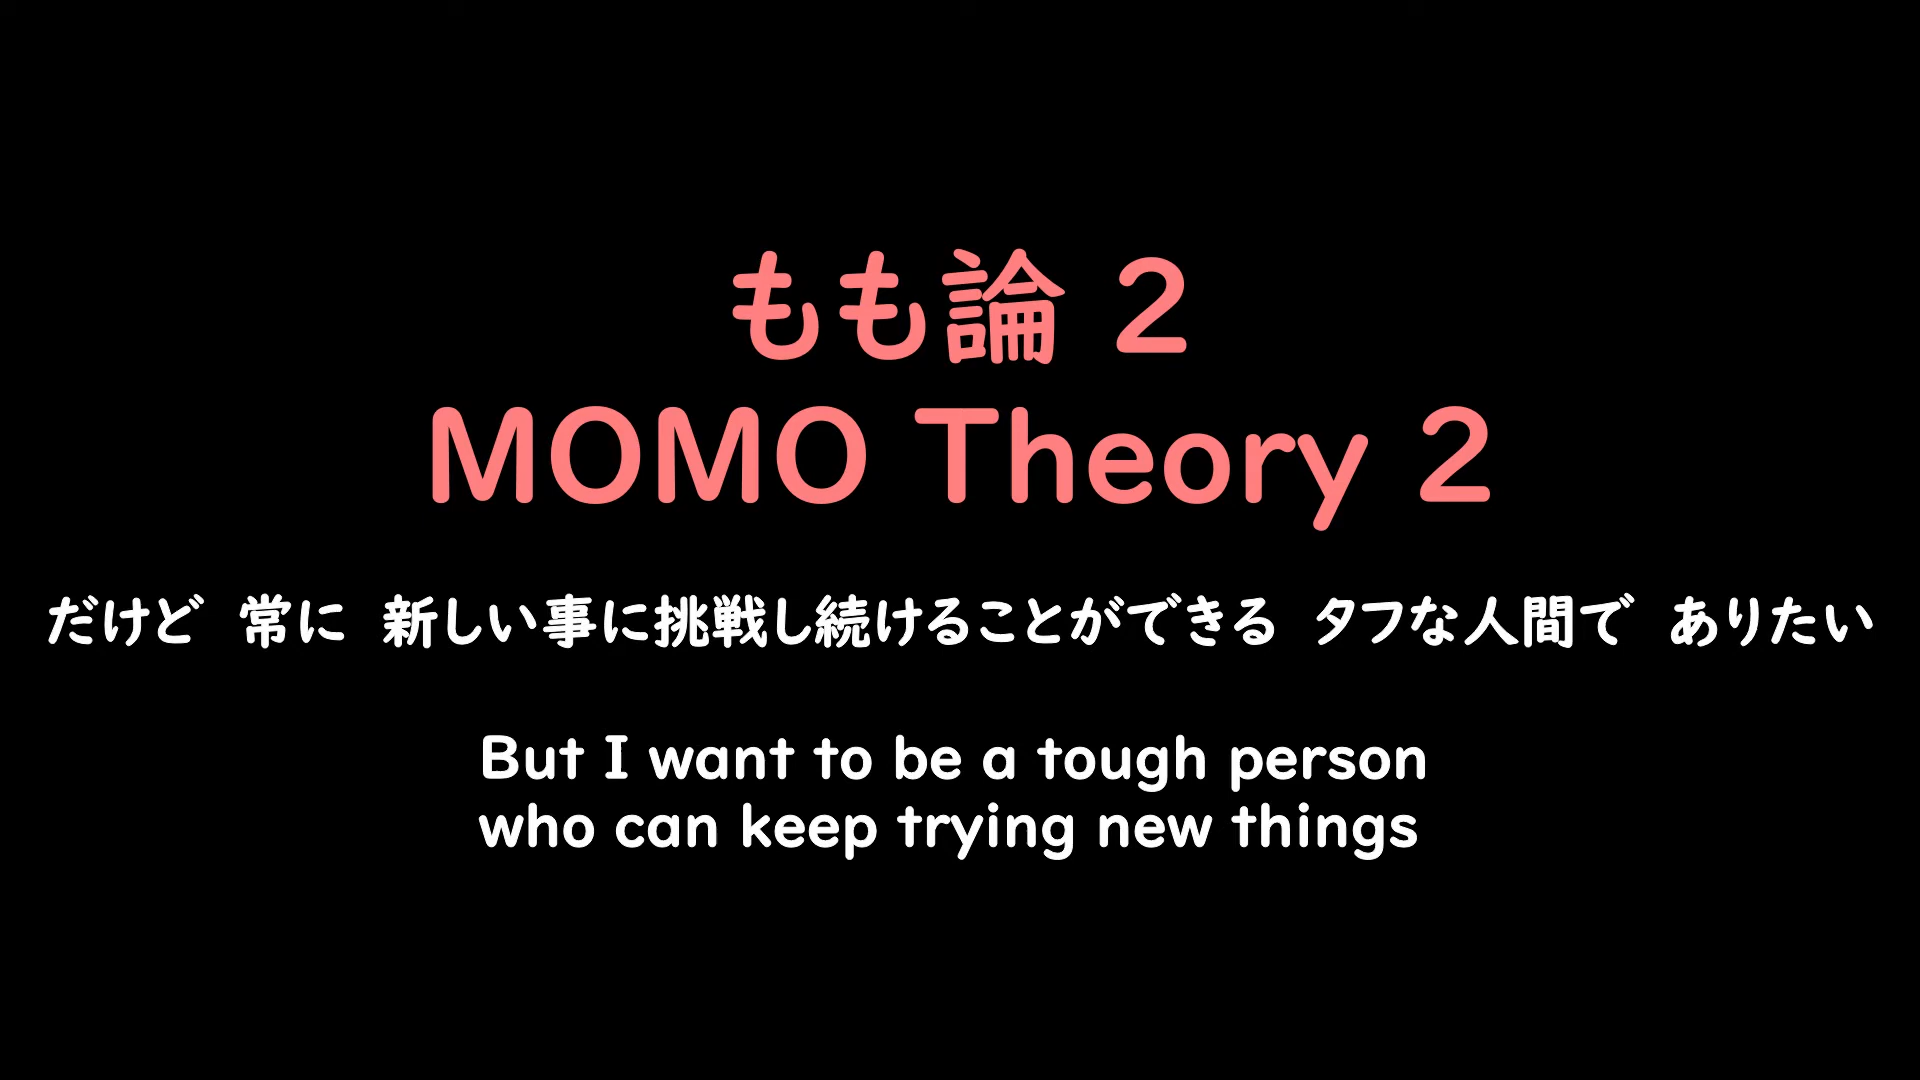 もも論 2
MOMO Theory 2
だけど　常に　新しい事に挑戦し続けることができる　タフな人間で　ありたい
But I want to be a tough person
who can keep trying new things